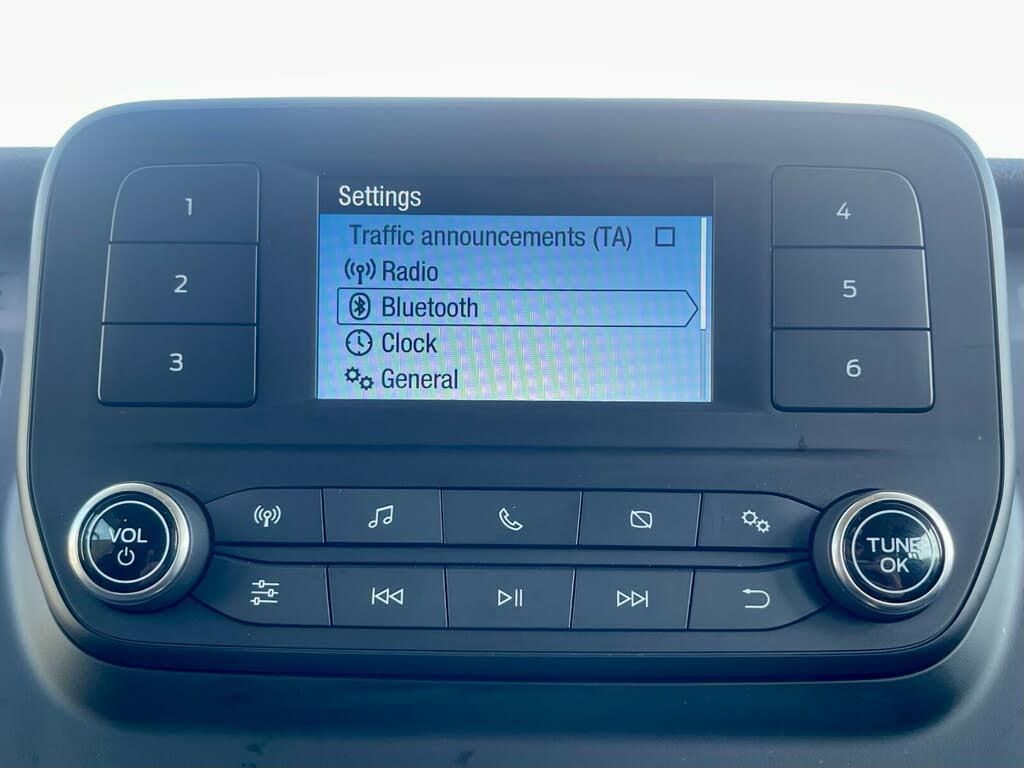 Settings
Traffic announcements (TA)
Radio
Bluetooth
Clock
General
1
2
3
4
5
6
VOL
TUNE
OK